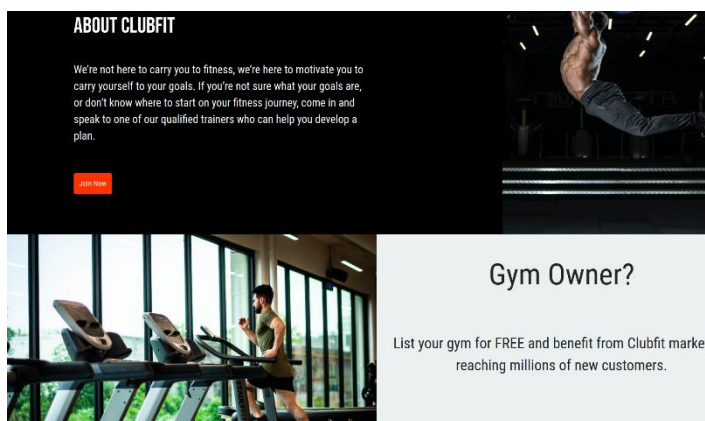 ABOUT CLUBFIT
We're not here to carry you to fitness, we're here to motivate you to
carry yourself to your goals. If you're not sure what your goals are,
or don't know where to start on your fitness journey, come in and
speak to one of our qualified trainers who can help you develop a
plan.
Join Now
Gym Owner?
List your gym for FREE and benefit from Clubfit marke
reaching millions of new customers.